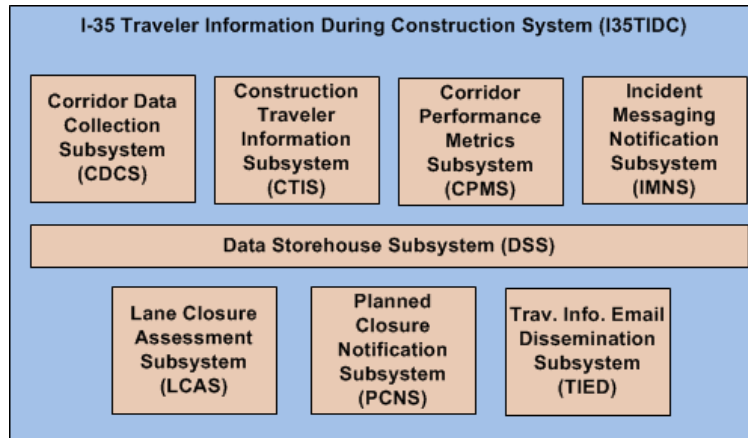 I-35 Traveler Information During Construction System (I35TIDC)
Corridor Data
Collection
Subsystem
(CDCS)
Construction
Traveler
Information
Subsystem
(CTIS)
Corridor
Performance
Metrics
Subsystem
(CPMS)
Incident
Messaging
Notification
Subsystem
(IMNS)
Data Storehouse Subsystem (DSS)
Lane Closure
Assessment
Subsystem
(LCAS)
Planned
Closure
Notification
Subsystem
(PCNS)
Trav. Info. Email
Dissemination
Subsystem
(TIED)